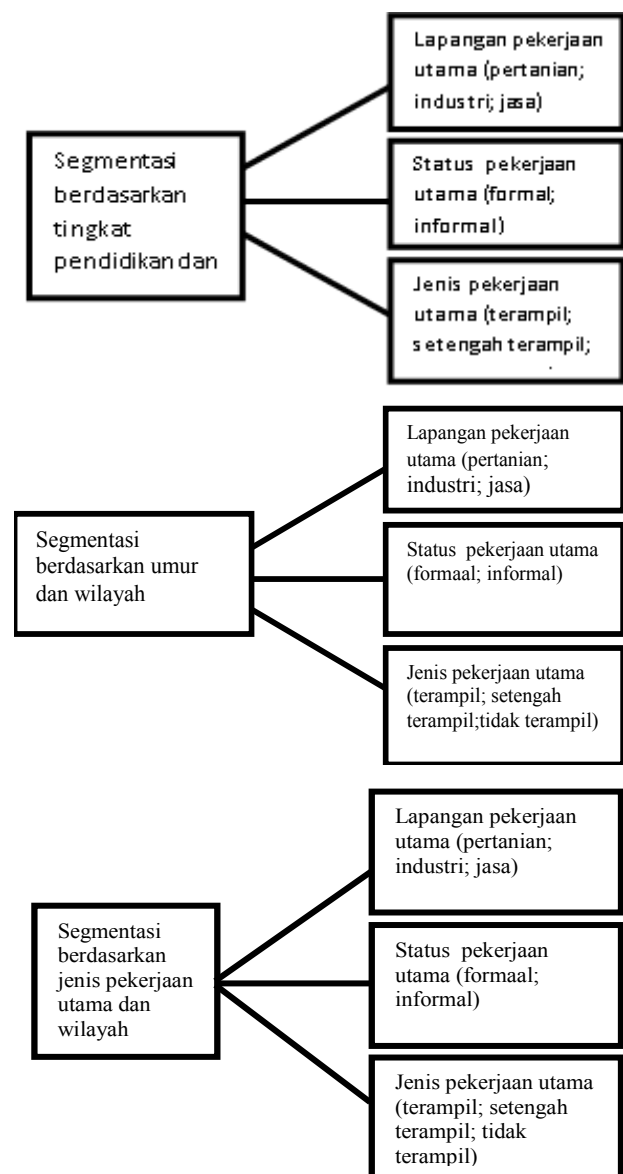 Lapangan pekerjaan
utama (pertanian;
industri; jasa)
Segmentasi
berdasarkan
tingkat
pendidikan dan
Status pekerjaan
utama (formal;
informal)
Jenis pekerjaan
utama (terampil;
setengah terampil;
Lapangan pekerjaan
utama (pertanian;
industri; jasa)
Segmentasi
berdasarkan umur
dan wilayah
Status pekerjaan utama
(formaal; informal)
Jenis pekerjaan utama
(terampil; setengah
terampil;tidak terampil)
Lapangan pekerjaan
utama (pertanian;
industri; jasa)
Segmentasi
berdasarkan
jenis pekerjaan
utama dan
wilayah
Status pekerjaan
utama (formaal;
informal)
Jenis pekerjaan utama
(terampil; setengah
terampil; tidak
terampil)